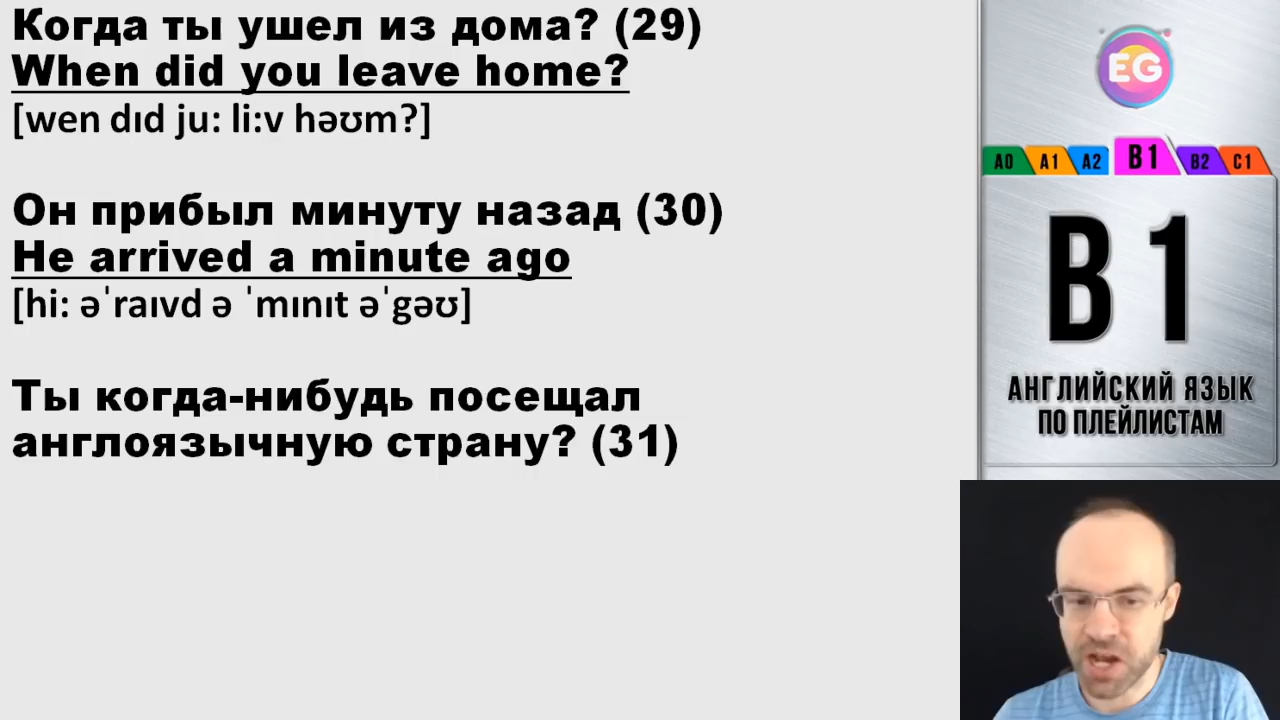 Когда ты ушел из дома? (29)
When did you leave home?
[wen dɪd ju: li:v həʊm?]
Он прибыл минуту назад (30)
He arrived a minute ago
[hi: əˈraɪvd ə ˈmɪnɪt əˈgəʊ]
Ты когда-нибудь посещал
англоязычную страну? (31)
EG
A0 A1 A2 B1 B2 C1
B1
АНГЛИЙСКИЙ ЯЗЫК
ПО ПЛЕЙЛИСТАМ